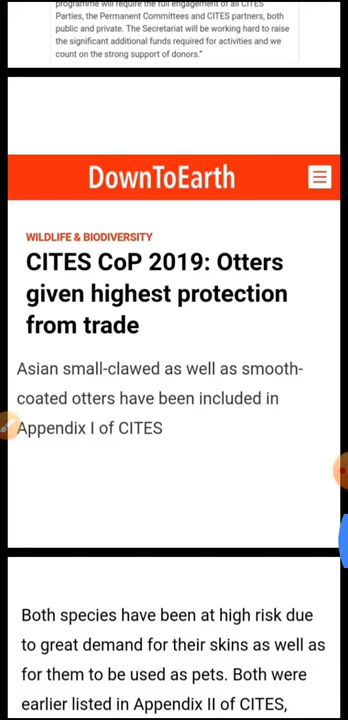 programme will require the full engagement of all CITES
Parties, the Permanent Committees and CITES partners, both
public and private. The Secretariat will be working hard to raise
the significant additional funds required for activities and we
count on the strong support of donors."
DownToEarth
WILDLIFE & BIODIVERSITY
CITES CoP 2019: Otters
given highest protection
from trade
Asian small-clawed as well as smooth-
coated otters have been included in
Appendix I of CITES
Both species have been at high risk due
to great demand for their skins as well as
for them to be used as pets. Both were
earlier listed in Appendix II of CITES,